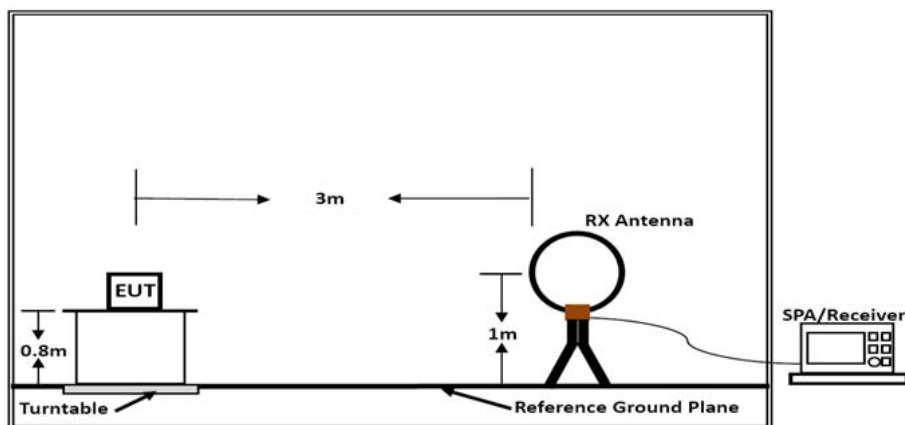 3m
RX Antenna
EUT
SPA/Receiver
0.8m
1m
Turntable
Reference Ground Plane